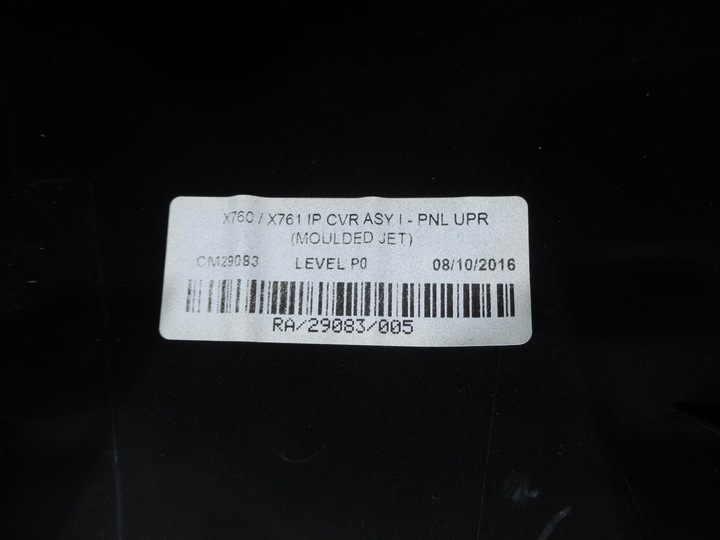 X760 / X761 IP CVR ASY I - PNL UPR
(MOULDED JET)
CM29083 LEVEL P0 08/10/2016
RA/29083/005